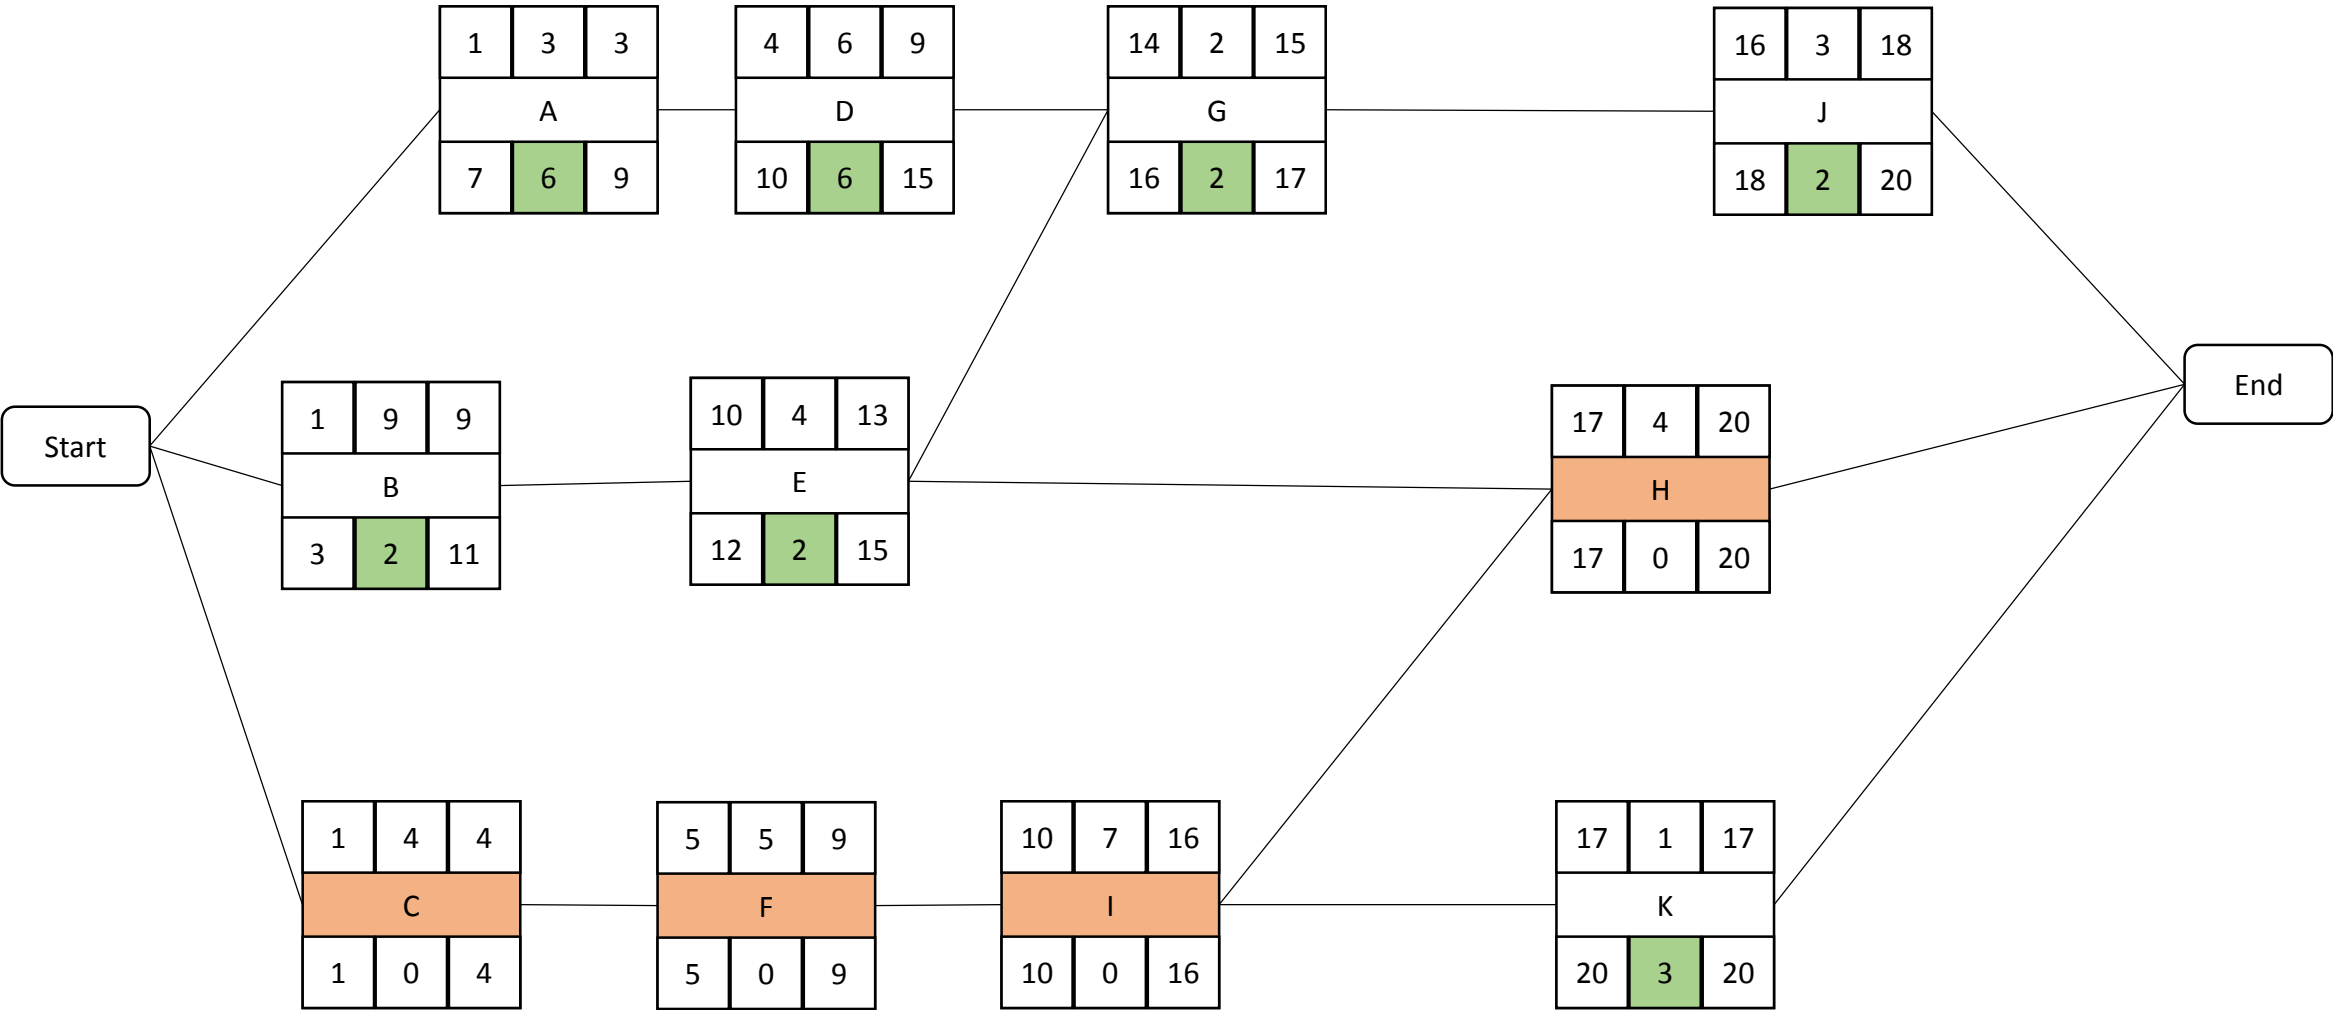 1 3 3
A
7 6 9
4 6 9
D
10 6 15
14 2 15
G
16 2 17
16 3 18
J
18 2 20
Start
1 9 9
B
3 2 11
10 4 13
E
12 2 15
17 4 20
H
17 0 20
End
1 4 4
C
1 0 4
5 5 9
F
5 0 9
10 7 16
I
10 0 16
17 1 17
K
20 3 20